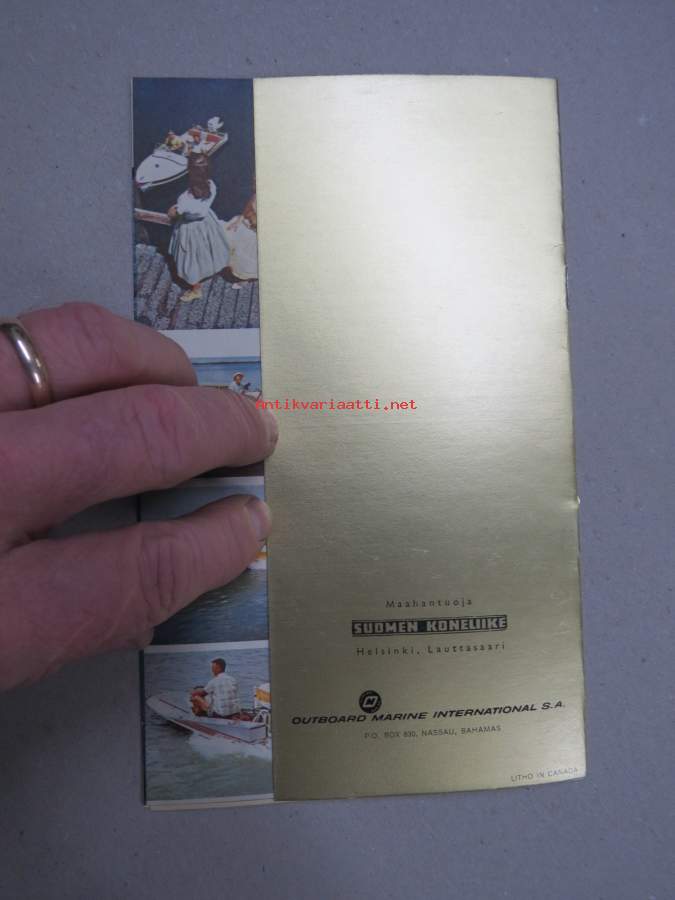 Antikvariaatti.net
Maahantuoja
SUOMEN KONELIIKE
Helsinki, Lauttasaari
OUTBOARD MARINE INTERNATIONAL S.A.
P.O. BOX 830, NASSAU, BAHAMAS
LITHO IN CANADA